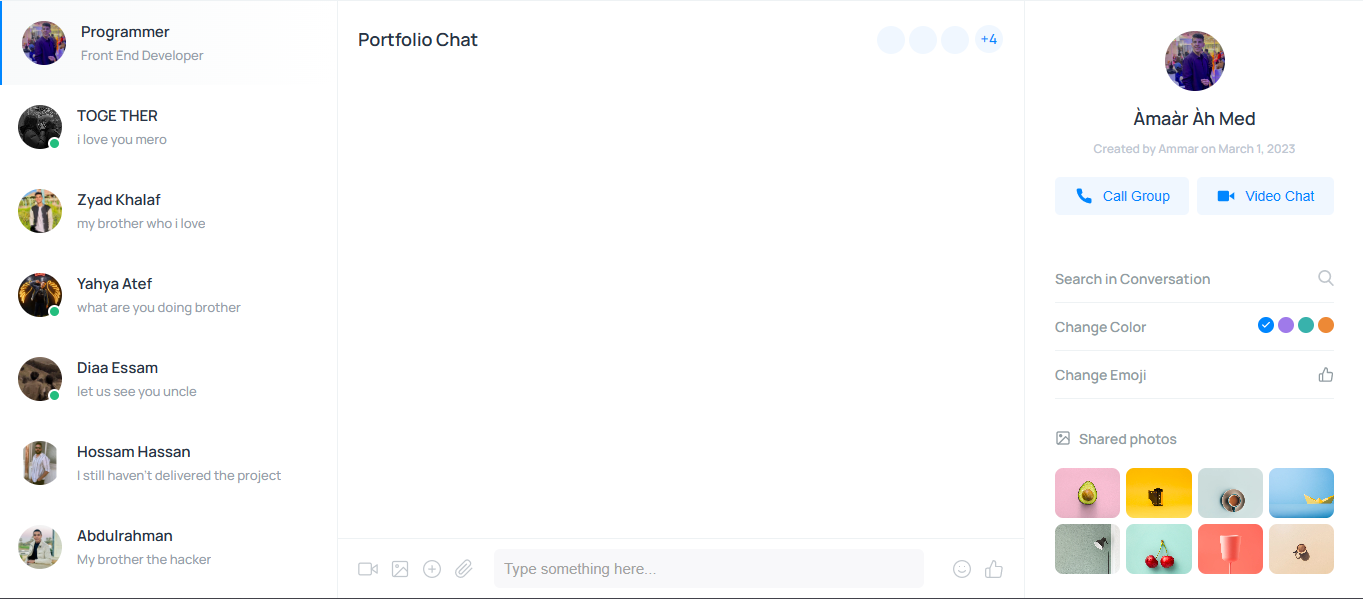 Programmer
Front End Developer
TOGE THER
i love you mero
Zyad Khalaf
my brother who i love
Yahya Atef
what are you doing brother
Diaa Essam
let us see you uncle
Hossam Hassan
I still haven't delivered the project
Abdulrahman
My brother the hacker
Portfolio Chat
+4
Type something here...
Àmaàr Àh Med
Created by Ammar on March 1, 2023
Call Group
Video Chat
Search in Conversation
Change Color
Change Emoji
Shared photos